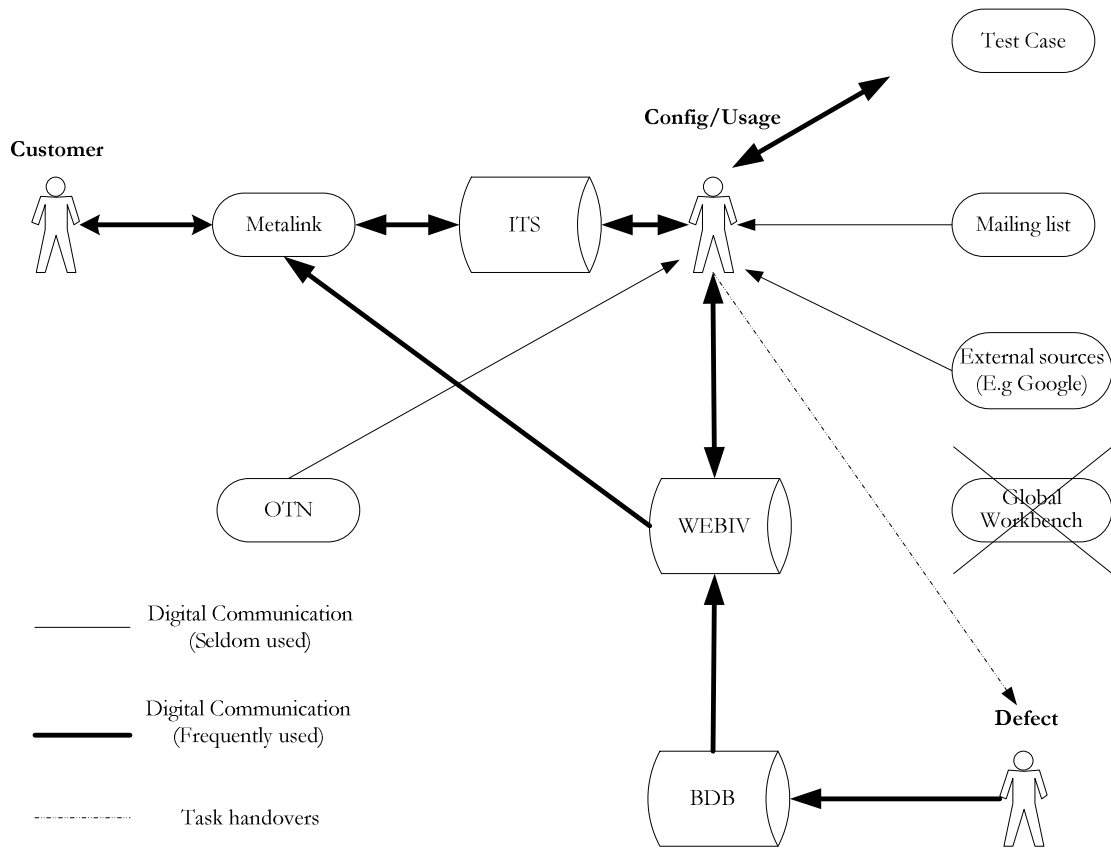 Test Case
Config/Usage
Customer
Metalink
ITS
Mailing list
External sources
(E.g Google)
OTN
WEBIV
Global
Workbench
Digital Communication
(Seldom used)
Digital Communication
(Frequently used)
Defect
BDB
Task handovers